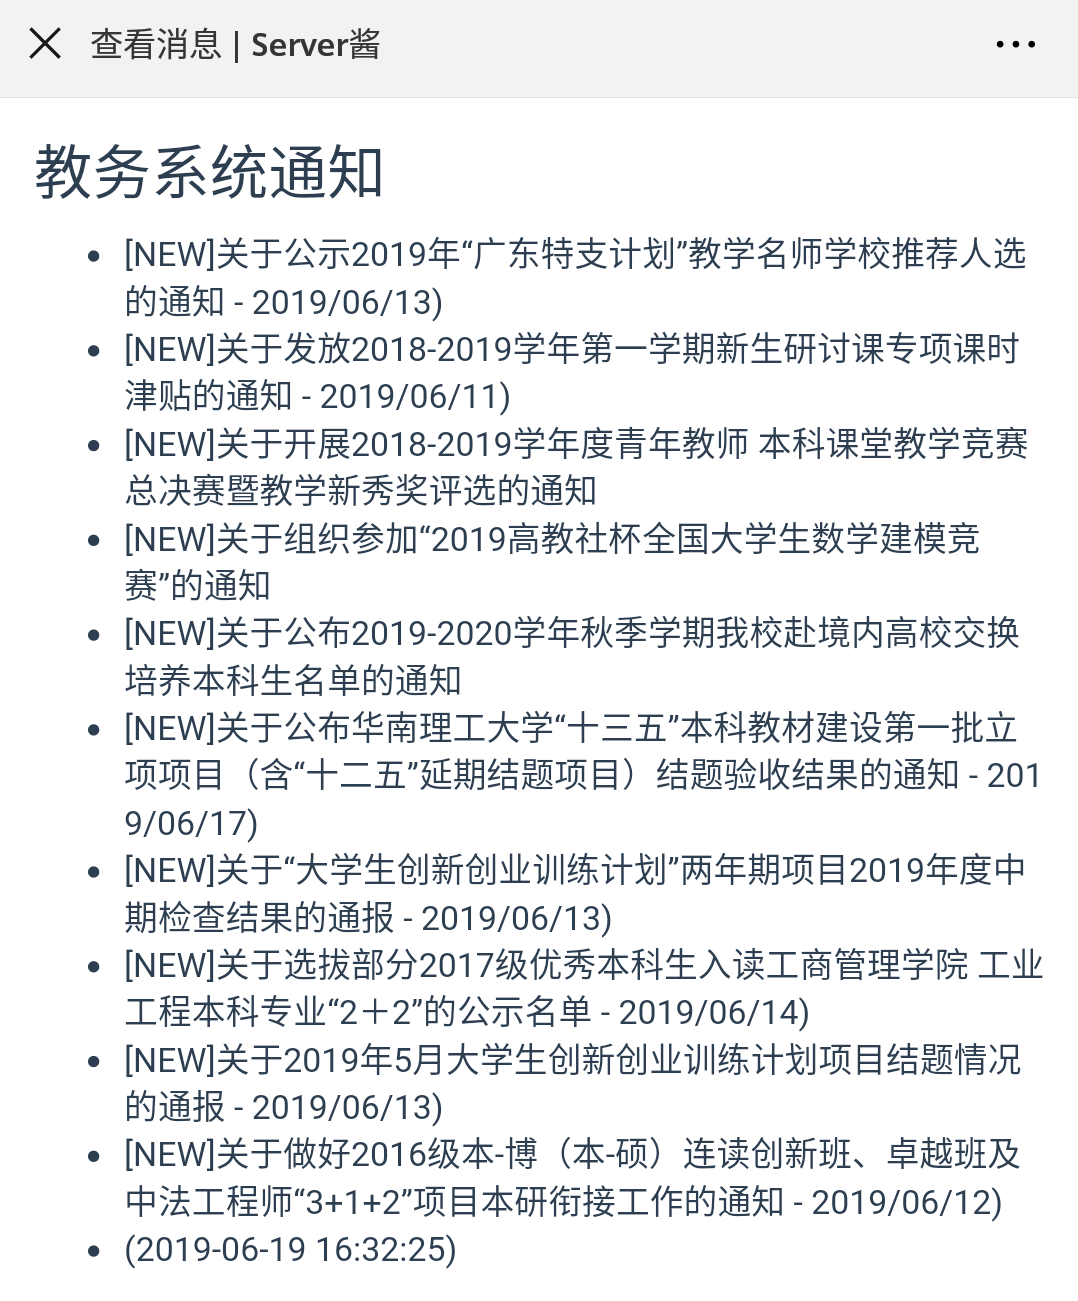 查看消息 | Server酱
教务系统通知
[NEW]关于公示2019年“广东特支计划”教学名师学校推荐人选
的通知 - 2019/06/13)
[NEW]关于发放2018-2019学年第一学期新生研讨课专项课时
津贴的通知 - 2019/06/11)
[NEW]关于开展2018-2019学年度青年教师 本科课堂教学竞赛
总决赛暨教学新秀奖评选的通知
[NEW]关于组织参加“2019高教社杯全国大学生数学建模竞
赛”的通知
[NEW]关于公布2019-2020学年秋季学期我校赴境内高校交换
培养本科生名单的通知
[NEW]关于公布华南理工大学“十三五”本科教材建设第一批立
项项目（含“十二五”延期结题项目）结题验收结果的通知 - 201
9/06/17)
[NEW]关于“大学生创新创业训练计划”两年期项目2019年度中
期检查结果的通报 - 2019/06/13)
[NEW]关于选拔部分2017级优秀本科生入读工商管理学院 工业
工程本科专业“2＋2”的公示名单 - 2019/06/14)
[NEW]关于2019年5月大学生创新创业训练计划项目结题情况
的通报 - 2019/06/13)
[NEW]关于做好2016级本-博（本-硕）连读创新班、卓越班及
中法工程师“3+1+2”项目本研衔接工作的通知 - 2019/06/12)
(2019-06-19 16:32:25)